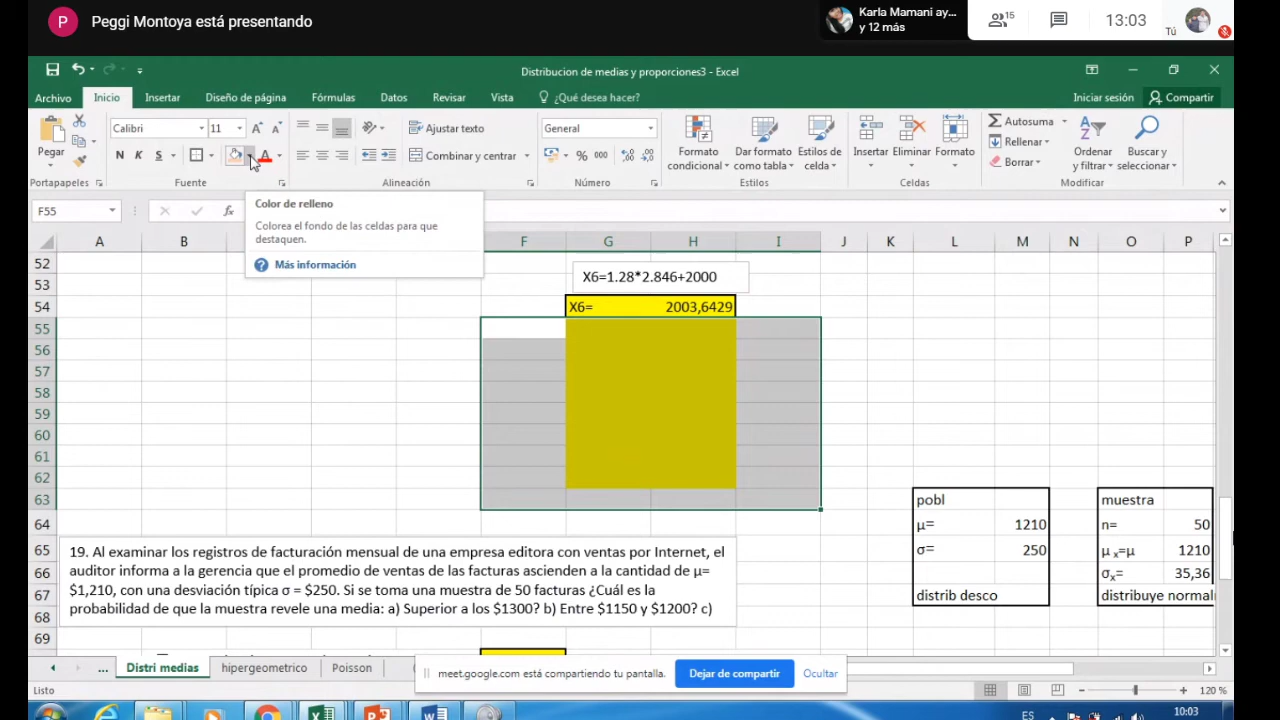 P Peggi Montoya está presentando
Karla Mamani ay...
y 12 más
15
13:03
Tú
Distribucion de medias y proporciones3 - Excel
Archivo Inicio Insertar Diseño de página Fórmulas Datos Revisar Vista ¿Qué desea hacer? Iniciar sesión Compartir
Pegar
Calibri 11
N K S
A A
A
Ajustar texto
Combinar y centrar
General
% 000
Formato condicional
Dar formato como tabla
Estilos de celda
Insertar Eliminar Formato
Autosuma
Rellenar
Borrar
Ordenar y filtrar
Buscar y seleccionar
Portapapeles Fuente Alineación Número Estilos Celdas Modificar
F55
fx
Color de relleno
Colorea el fondo de las celdas para que
destaquen.
? Más información
A B F G H I J K L M N O P
52
53 X6=1.28*2.846+2000
54 X6= 2003,6429
55
56
57
58
59
60
61
62
63 pobl muestra
64 μ= 1210 n= 50
65 σ= 250 μ x=μ 1210
66 σx= 35,36
67 distrib desco distribuye normal
68
69
19. Al examinar los registros de facturación mensual de una empresa editora con ventas por Internet, el
auditor informa a la gerencia que el promedio de ventas de las facturas ascienden a la cantidad de μ=
$1,210, con una desviación típica σ = $250. Si se toma una muestra de 50 facturas ¿Cuál es la
probabilidad de que la muestra revele una media: a) Superior a los $1300? b) Entre $1150 y $1200? c)
... Distri medias hipergeometrico Poisson
meet.google.com está compartiendo tu pantalla. Dejar de compartir Ocultar
Listo 120 %
ES 10:03